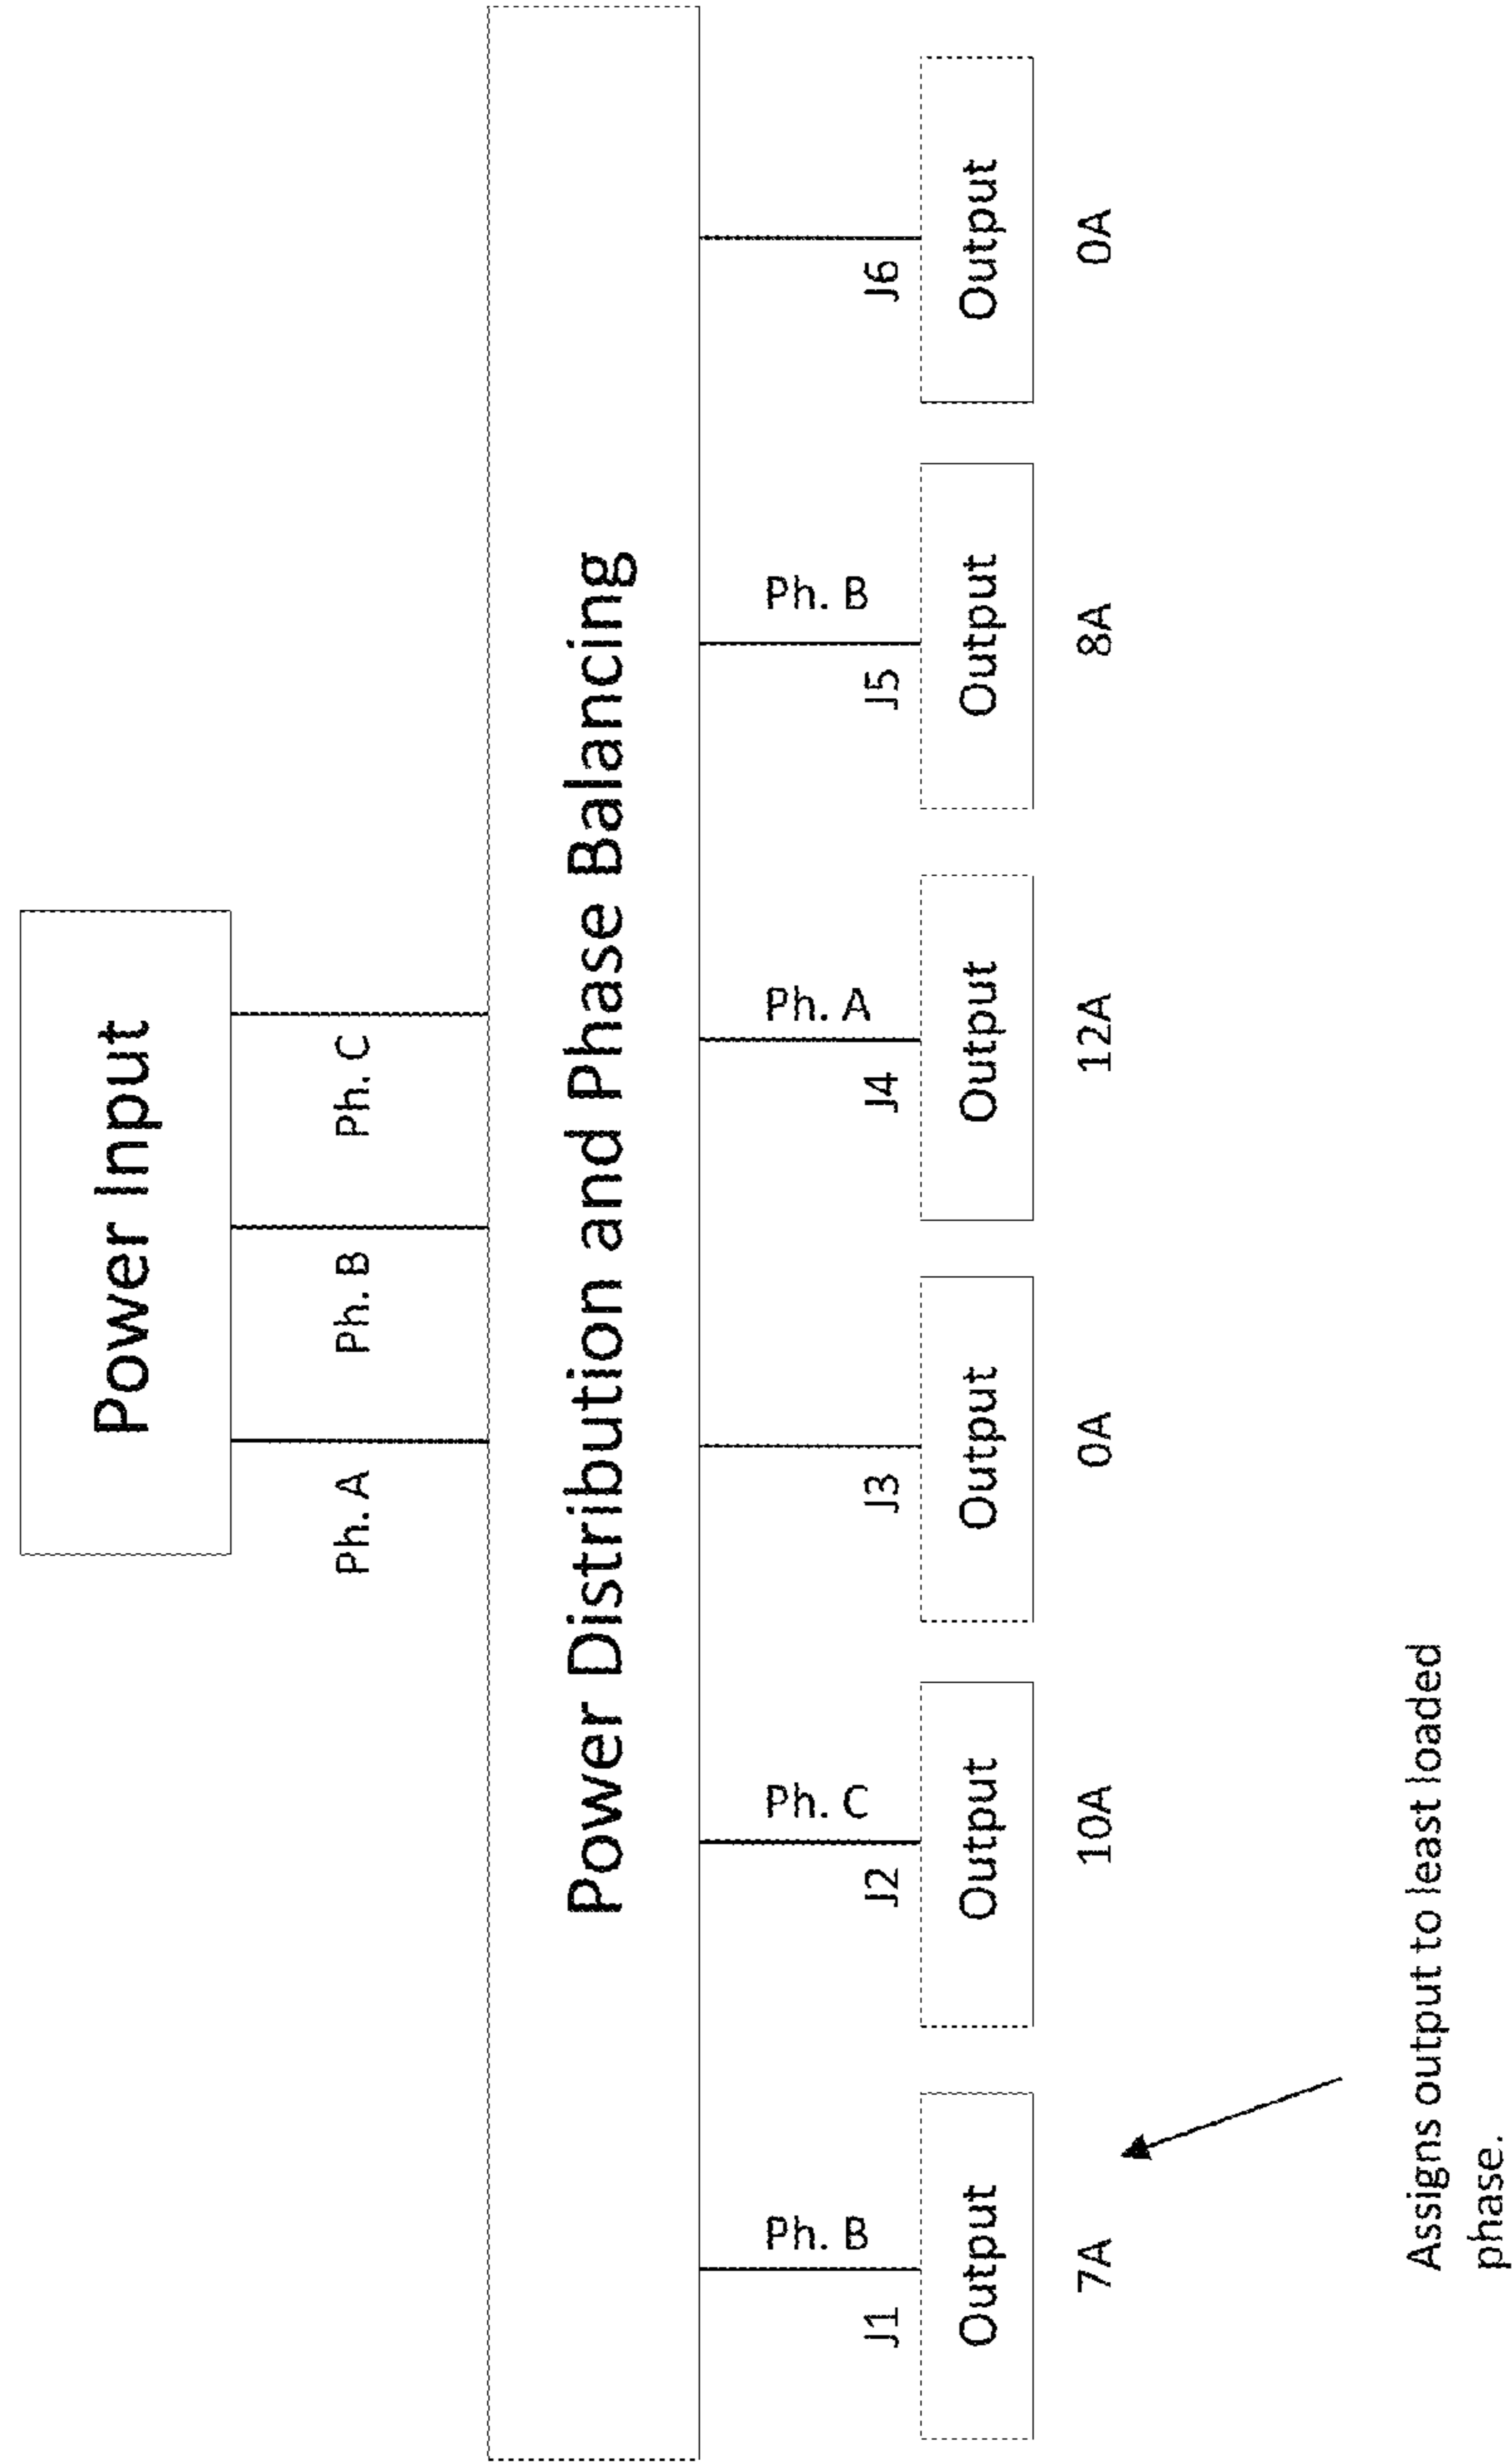 Power Input
Ph. A
Ph. B
Ph. C
Power Distribution and Phase Balancing
Ph. B
Ph. C
Ph. A
Ph. B
J1
J2
J3
J4
J5
J6
Output
Output
Output
Output
Output
Output
7A
10A
0A
12A
8A
0A
Assigns output to least loaded
phase.